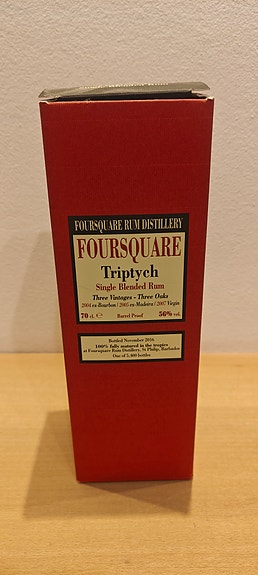 FOURSQUARE RUM DISTILLERY
FOURSQUARE
Triptych
Single Blended Rum
Three Vintages - Three Oaks
2004 ex-Bourbon / 2005 ex-Madeira / 2007 Virgin
70 cl. ℮ Barrel Proof 56% vol.
Bottled November 2016
100% fully matured in the tropics
at Foursquare Rum Distillery, St Philip, Barbados
One of 5,400 bottles